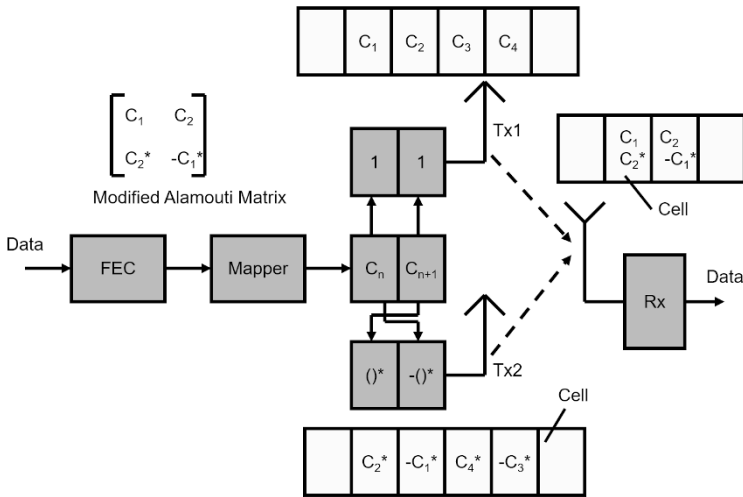 C₁ C₂ C₃ C₄
Tx1
C₁ C₂
C₂* -C₁*
Modified Alamouti Matrix
1 1
C₁ C₂
C₂* -C₁*
Cell
Data
FEC
Mapper
Cₙ Cₙ₊₁
Rx
Data
()* -()*
Tx2
Cell
C₂* -C₁* C₄* -C₃*